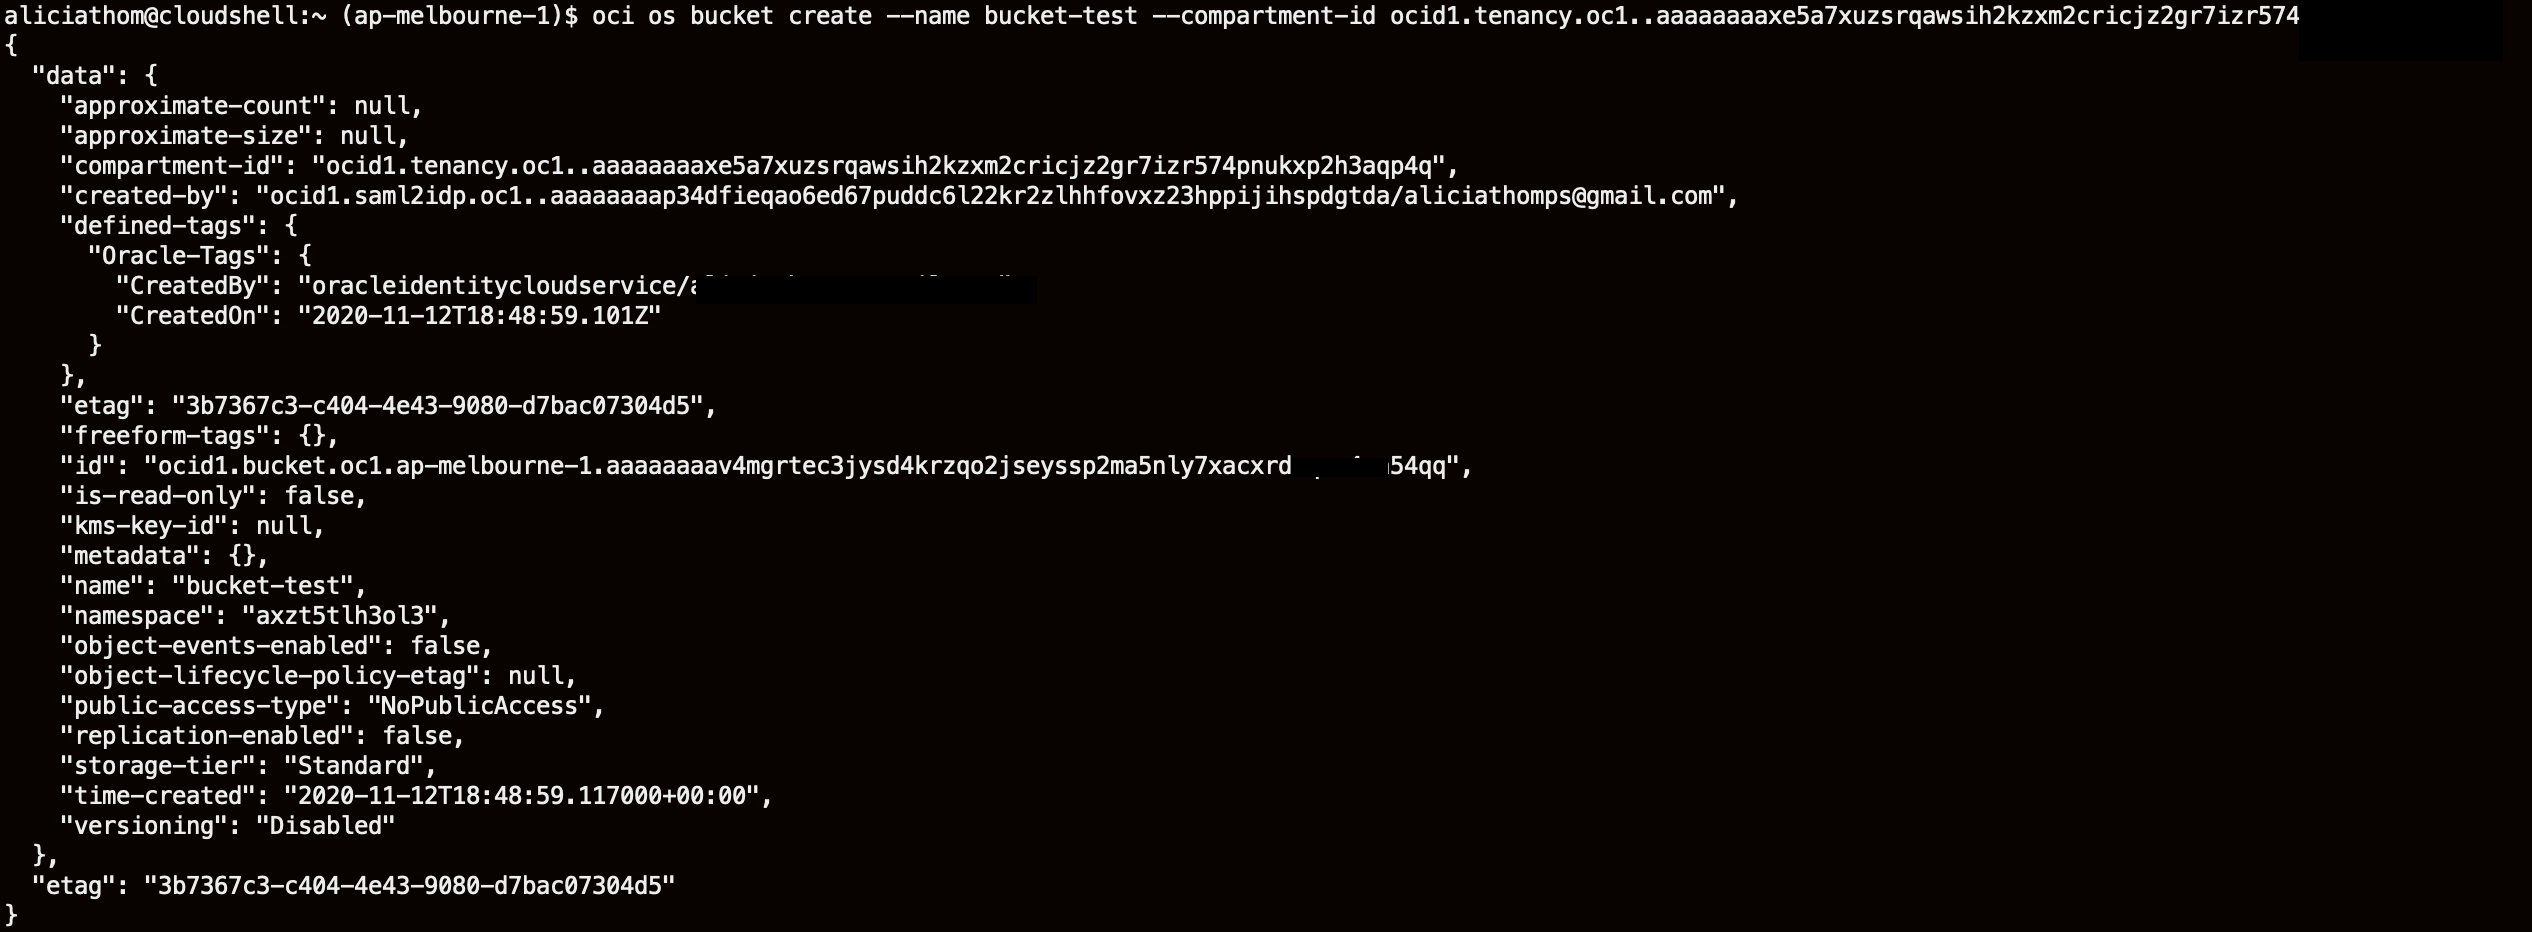 aliciathom@cloudshell:~ (ap-melbourne-1)$ oci os bucket create --name bucket-test --compartment-id ocid1.tenancy.oc1..aaaaaaaaxe5a7xuzsrqawsih2kzxm2cricjz2gr7izr574
{
  "data": {
    "approximate-count": null,
    "approximate-size": null,
    "compartment-id": "ocid1.tenancy.oc1..aaaaaaaaxe5a7xuzsrqawsih2kzxm2cricjz2gr7izr574pnukxp2h3aqp4q",
    "created-by": "ocid1.saml2idp.oc1..aaaaaaaap34dfieqao6ed67puddc6l22kr2zlhhfovxz23hppijihspdgtda/aliciathomps@gmail.com",
    "defined-tags": {
      "Oracle-Tags": {
        "CreatedBy": "oracleidentitycloudservice/
        "CreatedOn": "2020-11-12T18:48:59.101Z"
      }
    },
    "etag": "3b7367c3-c404-4e43-9080-d7bac07304d5",
    "freeform-tags": {},
    "id": "ocid1.bucket.oc1.ap-melbourne-1.aaaaaaaav4mgrtec3jysd4krzqo2jseyssp2ma5nly7xacxrd 54qq",
    "is-read-only": false,
    "kms-key-id": null,
    "metadata": {},
    "name": "bucket-test",
    "namespace": "axzt5tlh3ol3",
    "object-events-enabled": false,
    "object-lifecycle-policy-etag": null,
    "public-access-type": "NoPublicAccess",
    "replication-enabled": false,
    "storage-tier": "Standard",
    "time-created": "2020-11-12T18:48:59.117000+00:00",
    "versioning": "Disabled"
  },
  "etag": "3b7367c3-c404-4e43-9080-d7bac07304d5"
}